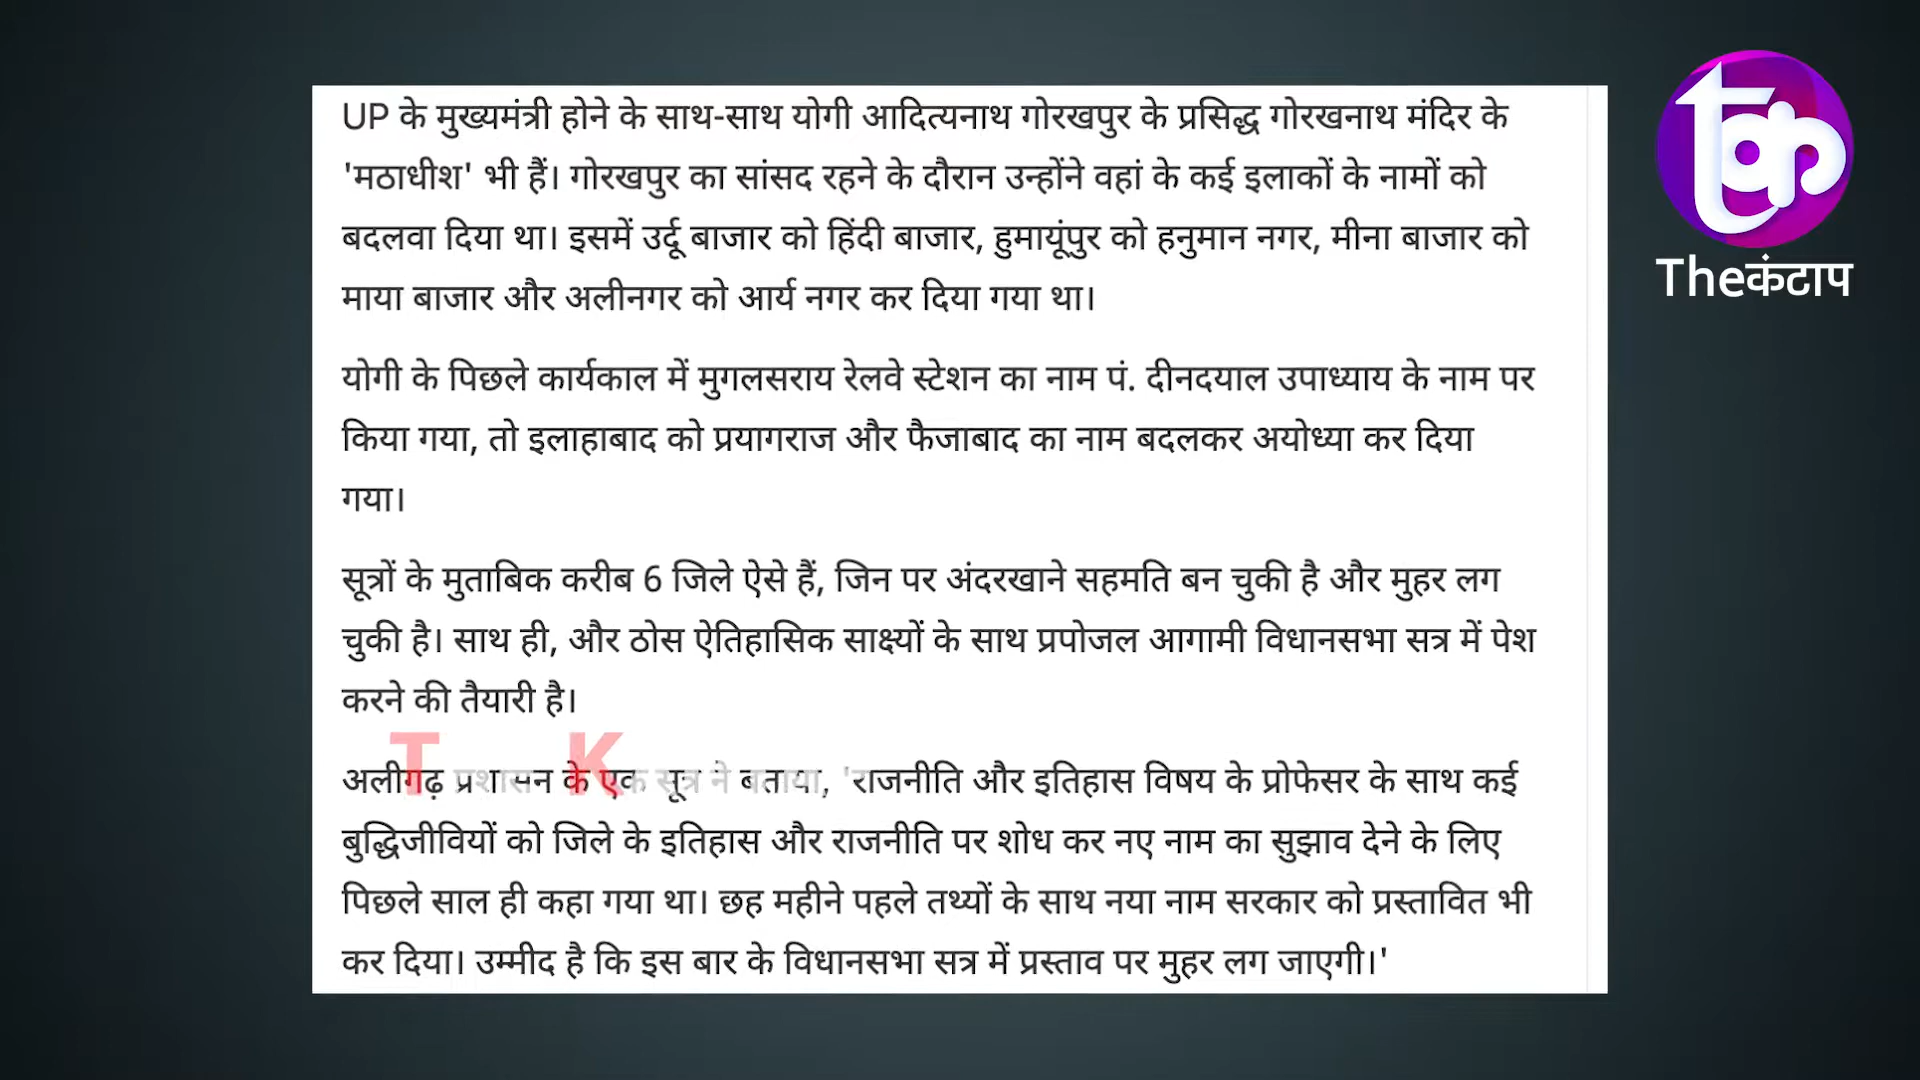 UP के मुख्यमंत्री होने के साथ-साथ योगी आदित्यनाथ गोरखपुर के प्रसिद्ध गोरखनाथ मंदिर के
'मठाधीश' भी हैं। गोरखपुर का सांसद रहने के दौरान उन्होंने वहां के कई इलाकों के नामों को
बदलवा दिया था। इसमें उर्दू बाजार को हिंदी बाजार, हुमायूंपुर को हनुमान नगर, मीना बाजार को
माया बाजार और अलीनगर को आर्य नगर कर दिया गया था।
योगी के पिछले कार्यकाल में मुगलसराय रेलवे स्टेशन का नाम पं. दीनदयाल उपाध्याय के नाम पर
किया गया, तो इलाहाबाद को प्रयागराज और फैजाबाद का नाम बदलकर अयोध्या कर दिया
गया।
सूत्रों के मुताबिक करीब 6 जिले ऐसे हैं, जिन पर अंदरखाने सहमति बन चुकी है और मुहर लग
चुकी है। साथ ही, और ठोस ऐतिहासिक साक्ष्यों के साथ प्रपोजल आगामी विधानसभा सत्र में पेश
करने की तैयारी है।
T K
अलीगढ़ प्रशासन के एक सूत्र ने बताया, 'राजनीति और इतिहास विषय के प्रोफेसर के साथ कई
बुद्धिजीवियों को जिले के इतिहास और राजनीति पर शोध कर नए नाम का सुझाव देने के लिए
पिछले साल ही कहा गया था। छह महीने पहले तथ्यों के साथ नया नाम सरकार को प्रस्तावित भी
कर दिया। उम्मीद है कि इस बार के विधानसभा सत्र में प्रस्ताव पर मुहर लग जाएगी।'
tk
Theकंटाप